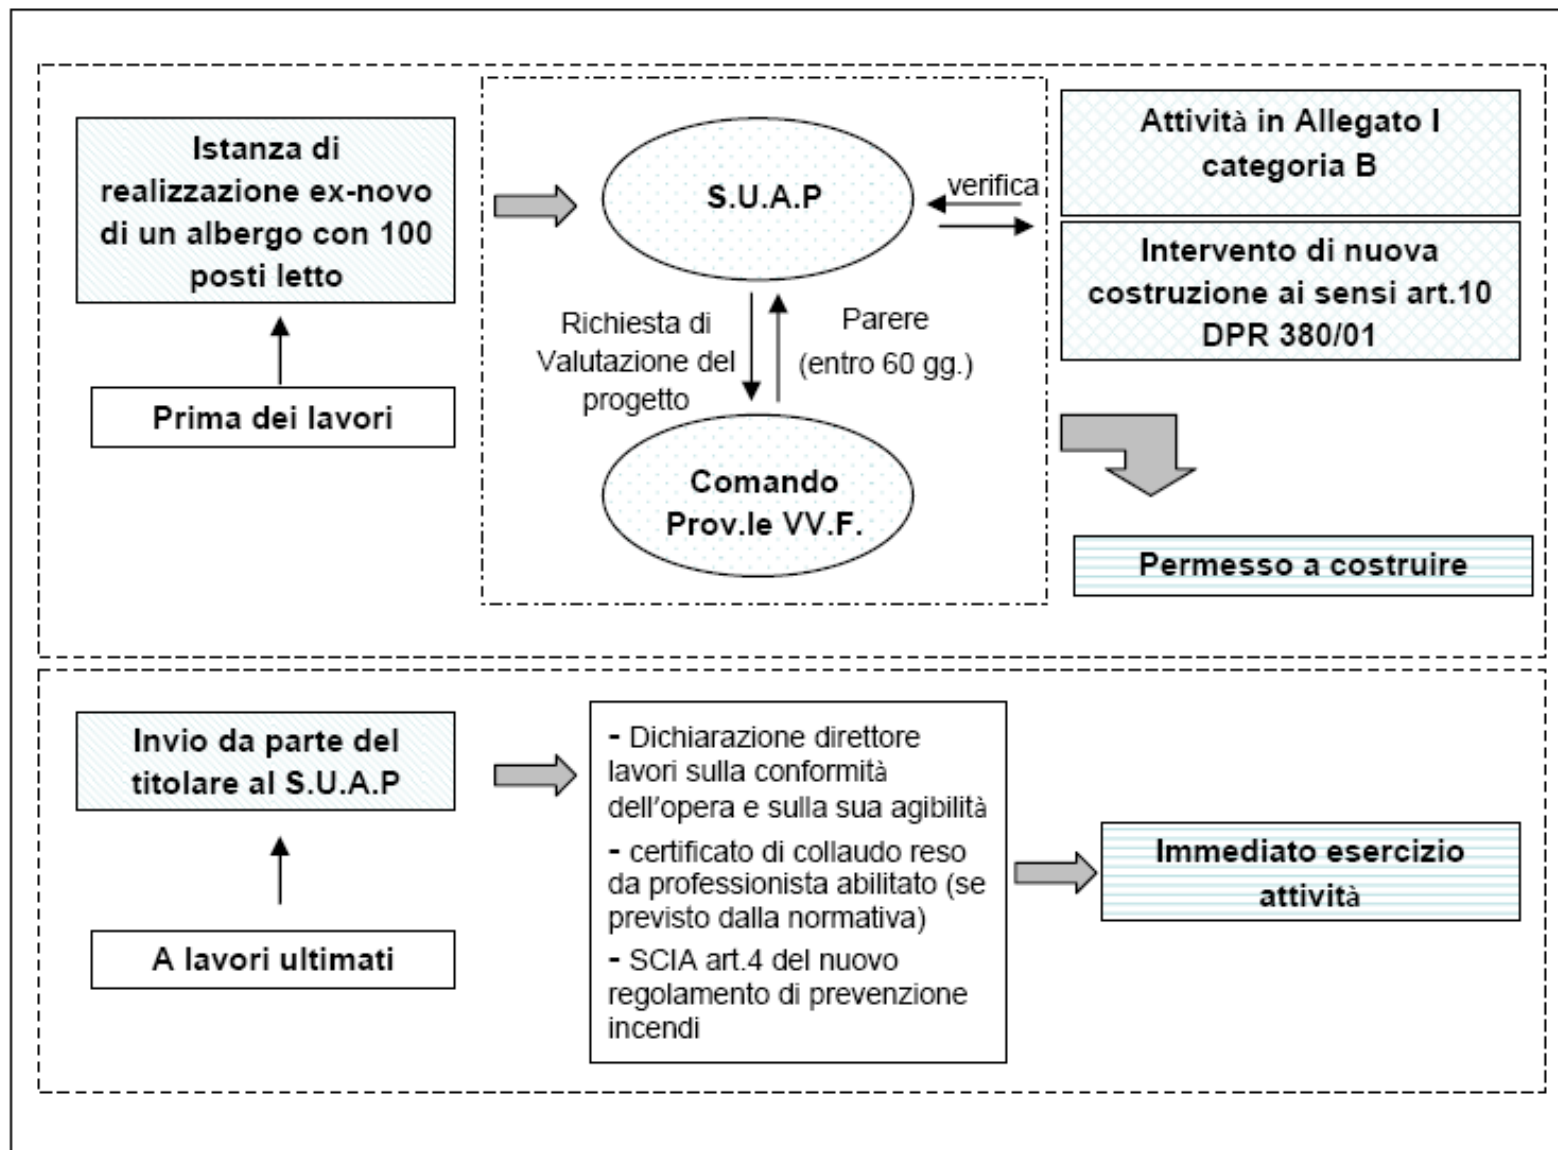 Istanza di
realizzazione ex-novo
di un albergo con 100
posti letto
Prima dei lavori
S.U.A.P
verifica
Richiesta di
Valutazione del
progetto
Parere
(entro 60 gg.)
Comando
Prov.le VV.F.
Attività in Allegato I
categoria B
Intervento di nuova
costruzione ai sensi art.10
DPR 380/01
Permesso a costruire
Invio da parte del
titolare al S.U.A.P
A lavori ultimati
- Dichiarazione direttore
lavori sulla conformità
dell'opera e sulla sua agibilità
- certificato di collaudo reso
da professionista abilitato (se
previsto dalla normativa)
- SCIA art.4 del nuovo
regolamento di prevenzione
incendi
Immediato esercizio
attività